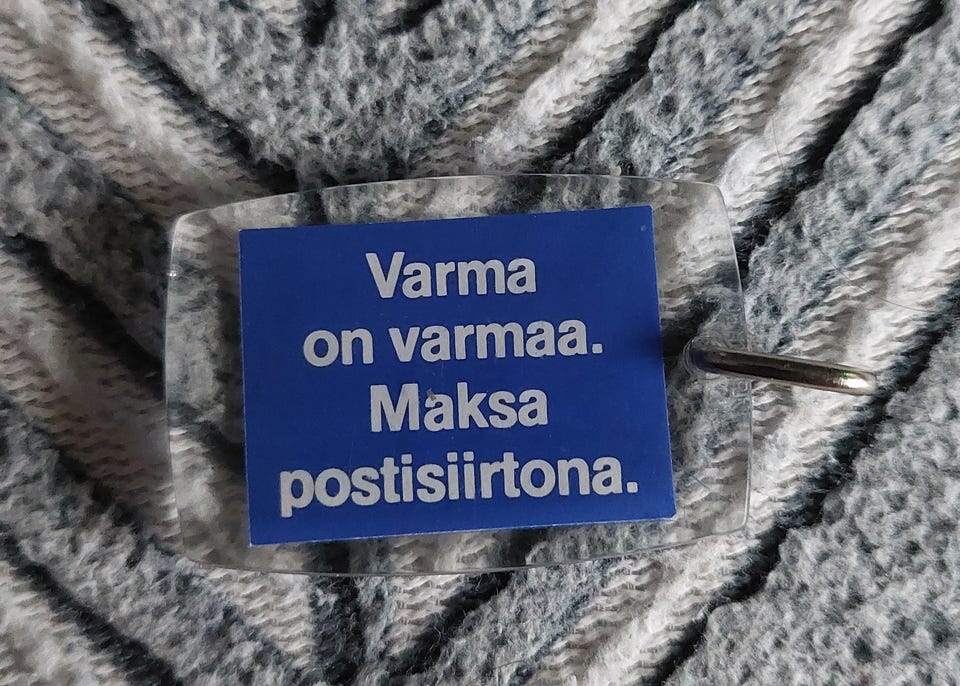 Varma
on varmaa.
Maksa
postisiirtona.